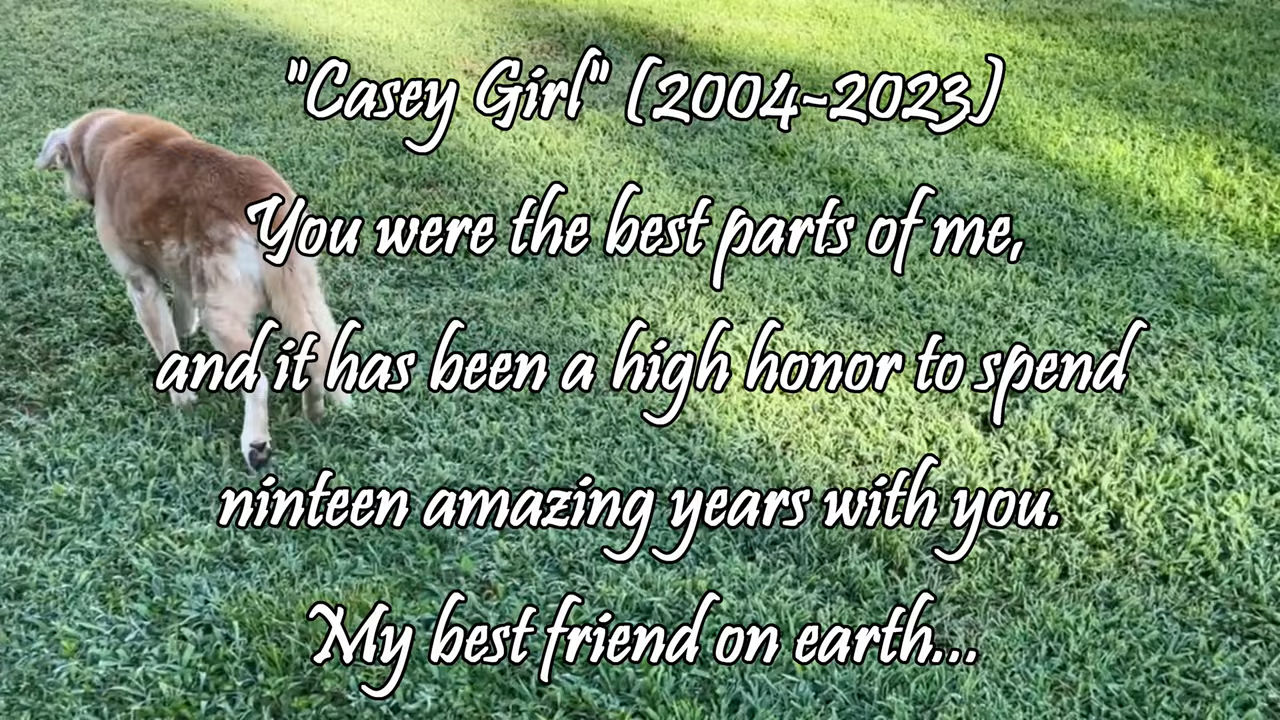 "Casey Girl" (2004-2023)
You were the best parts of me,
and it has been a high honor to spend
ninteen amazing years with you.
My best friend on earth...